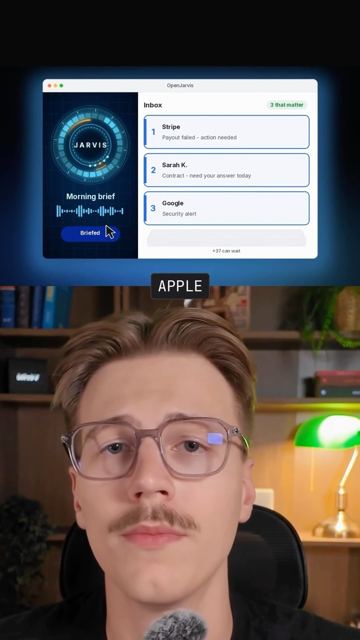 OpenJarvis
JARVIS
Morning brief
Briefed
Inbox
3 that matter
1
Stripe
Payout failed - action needed
2
Sarah K.
Contract - need your answer today
3
Google
Security alert
+37 can wait
APPLE